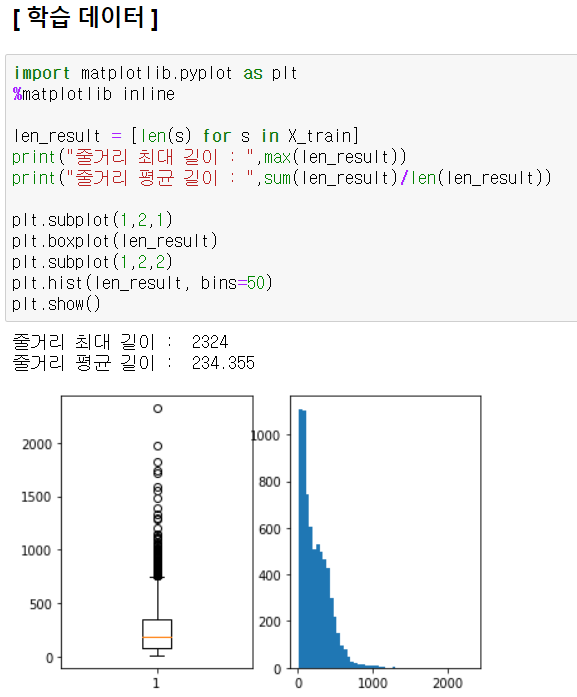 [ 학습 데이터 ]
import matplotlib.pyplot as plt
%matplotlib inline
len_result = [len(s) for s in X_train]
print("줄거리 최대 길이 : ",max(len_result))
print("줄거리 평균 길이 : ",sum(len_result)/len(len_result))
plt.subplot(1,2,1)
plt.boxplot(len_result)
plt.subplot(1,2,2)
plt.hist(len_result, bins=50)
plt.show()
줄거리 최대 길이 :  2324
줄거리 평균 길이 :  234.355
2000
1500
1000
500
0
1
1000
800
600
400
200
0
0 1000 2000